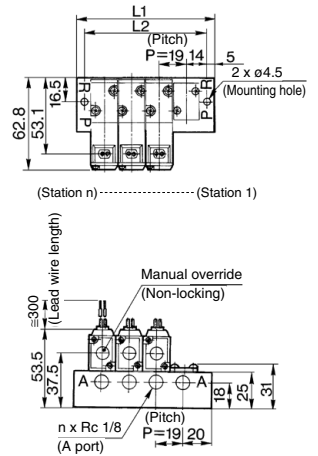 L1
L2
(Pitch)
P=19
14
5
2 x ø4.5
(Mounting hole)
R
R
P
P
16.5
53.1
62.8
(Station n)
(Station 1)
≅300
(Lead wire length)
Manual override
(Non-locking)
53.5
37.5
A
A
18
25
31
n x Rc 1/8
(A port)
(Pitch)
P=19
20